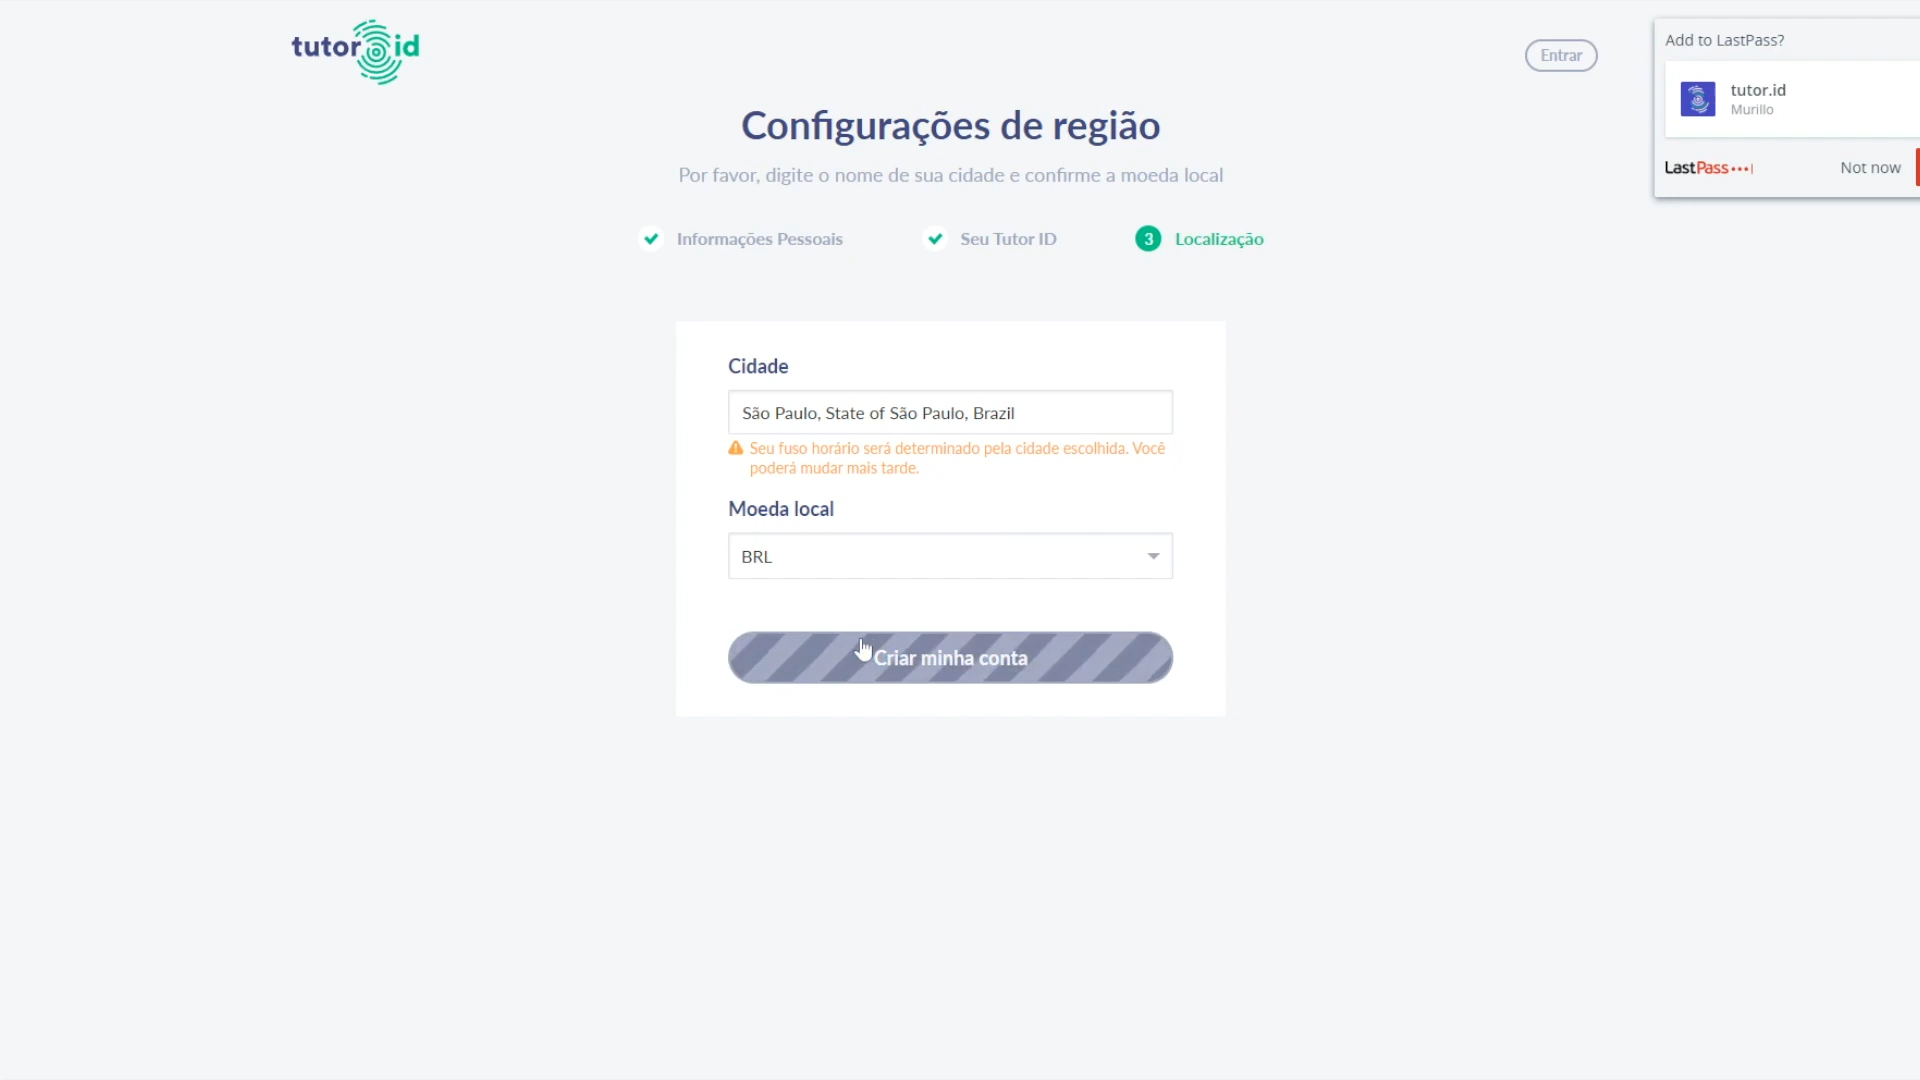 tutor id
Entrar
Add to LastPass?
tutor.id
Murillo
LastPass
Not now
Configurações de região
Por favor, digite o nome de sua cidade e confirme a moeda local
Informações Pessoais
Seu Tutor ID
3 Localização
Cidade
São Paulo, State of São Paulo, Brazil
Seu fuso horário será determinado pela cidade escolhida. Você
poderá mudar mais tarde.
Moeda local
BRL
Criar minha conta